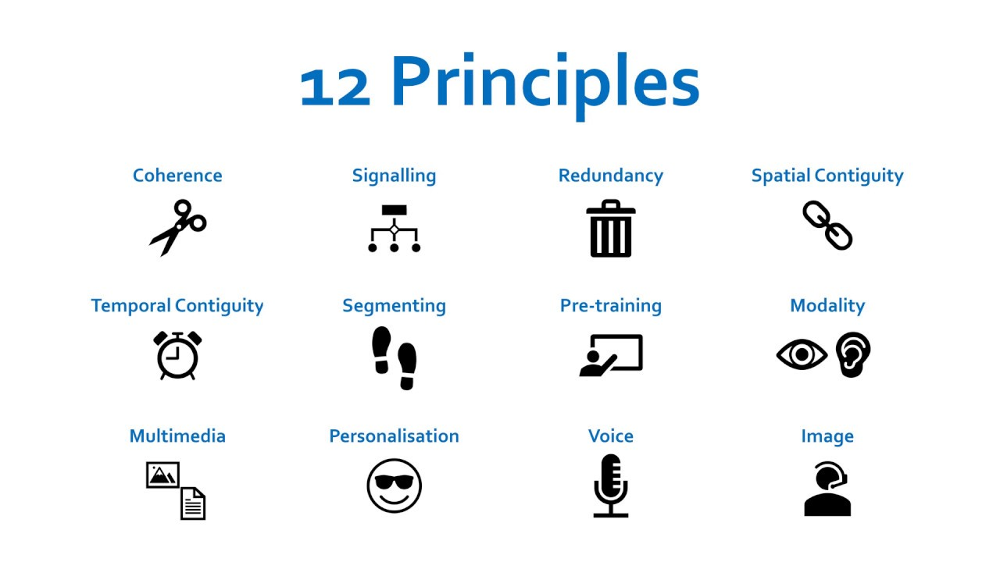 12 Principles
Coherence
Signalling
Redundancy
Spatial Contiguity
Temporal Contiguity
Segmenting
Pre-training
Modality
Multimedia
Personalisation
Voice
Image